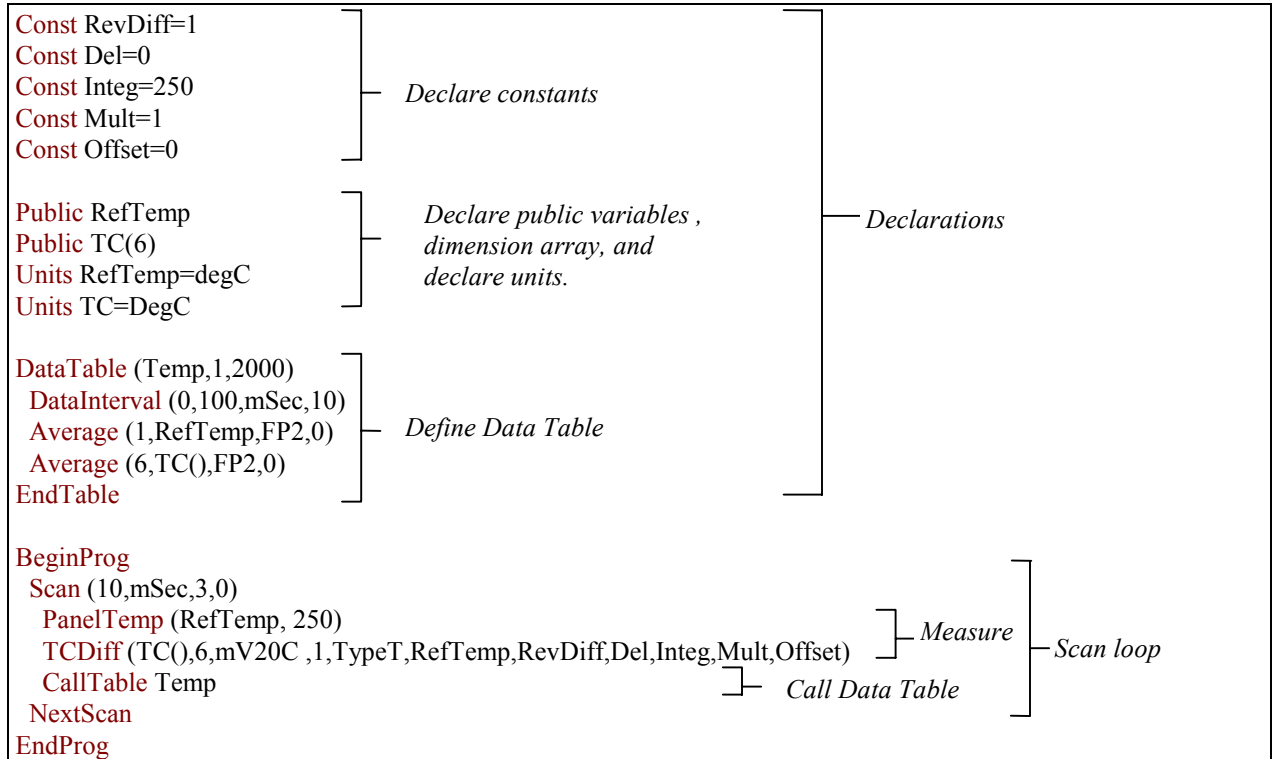 Const RevDiff=1
Const Del=0
Const Integ=250
Const Mult=1
Const Offset=0
Declare constants
Public RefTemp
Public TC(6)
Units RefTemp=degC
Units TC=DegC
Declare public variables ,
dimension array, and
declare units.
Declarations
DataTable (Temp,1,2000)
DataInterval (0,100,mSec,10)
Average (1,RefTemp,FP2,0)
Average (6,TC(),FP2,0)
EndTable
Define Data Table
BeginProg
Scan (10,mSec,3,0)
PanelTemp (RefTemp, 250)
TCDiff (TC(),6,mV20C ,1,TypeT,RefTemp,RevDiff,Del,Integ,Mult,Offset)
Measure
Scan loop
CallTable Temp
Call Data Table
NextScan
EndProg